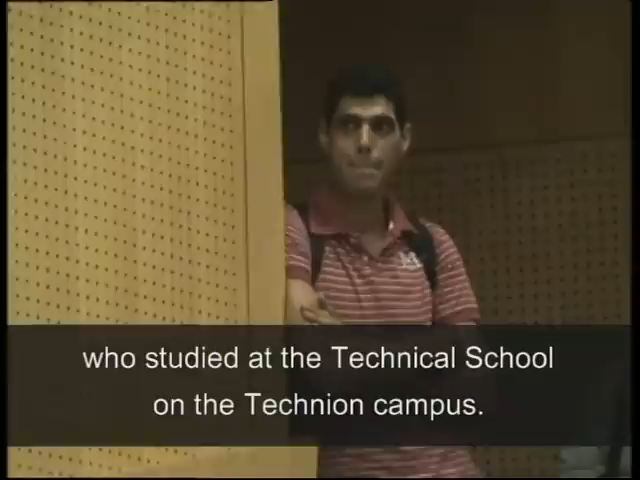 who studied at the Technical School
on the Technion campus.